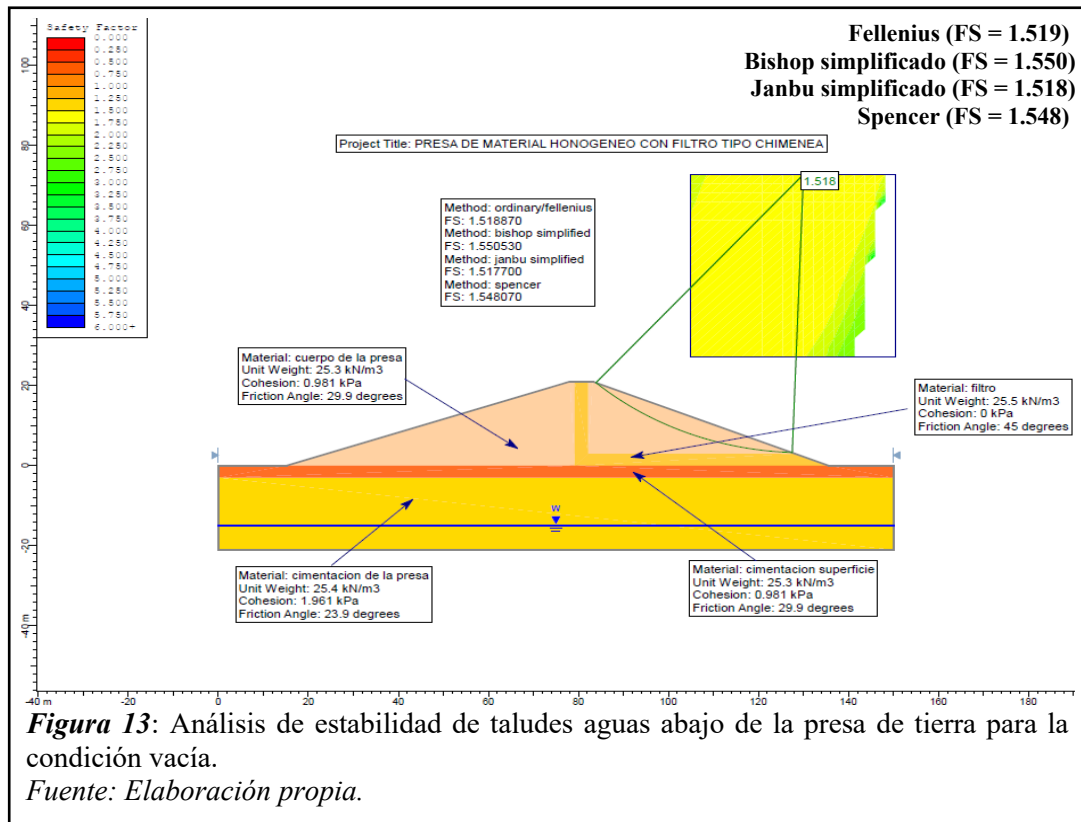 Safety Factor
0.000
0.250
0.500
0.750
1.000
1.250
1.500
1.750
2.000
2.250
2.500
2.750
3.000
3.250
3.500
3.750
4.000
4.250
4.500
4.750
5.000
5.250
5.500
5.750
6.000+
Fellenius (FS = 1.519)
Bishop simplificado (FS = 1.550)
Janbu simplificado (FS = 1.518)
Spencer (FS = 1.548)
Project Title: PRESA DE MATERIAL HONOGENEO CON FILTRO TIPO CHIMENEA
1.518
Method: ordinary/fellenius
FS: 1.518870
Method: bishop simplified
FS: 1.550530
Method: janbu simplified
FS: 1.517700
Method: spencer
FS: 1.548070
Material: cuerpo de la presa
Unit Weight: 25.3 kN/m3
Cohesion: 0.981 kPa
Friction Angle: 29.9 degrees
Material: filtro
Unit Weight: 25.5 kN/m3
Cohesion: 0 kPa
Friction Angle: 45 degrees
W
Material: cimentacion de la presa
Unit Weight: 25.4 kN/m3
Cohesion: 1.961 kPa
Friction Angle: 23.9 degrees
Material: cimentacion superficie
Unit Weight: 25.3 kN/m3
Cohesion: 0.981 kPa
Friction Angle: 29.9 degrees
100
80
60
40
20
0
-20
-40 m
-40 m
-20
0
20
40
60
80
100
120
140
160
180
Figura 13: Análisis de estabilidad de taludes aguas abajo de la presa de tierra para la
condición vacía.
Fuente: Elaboración propia.